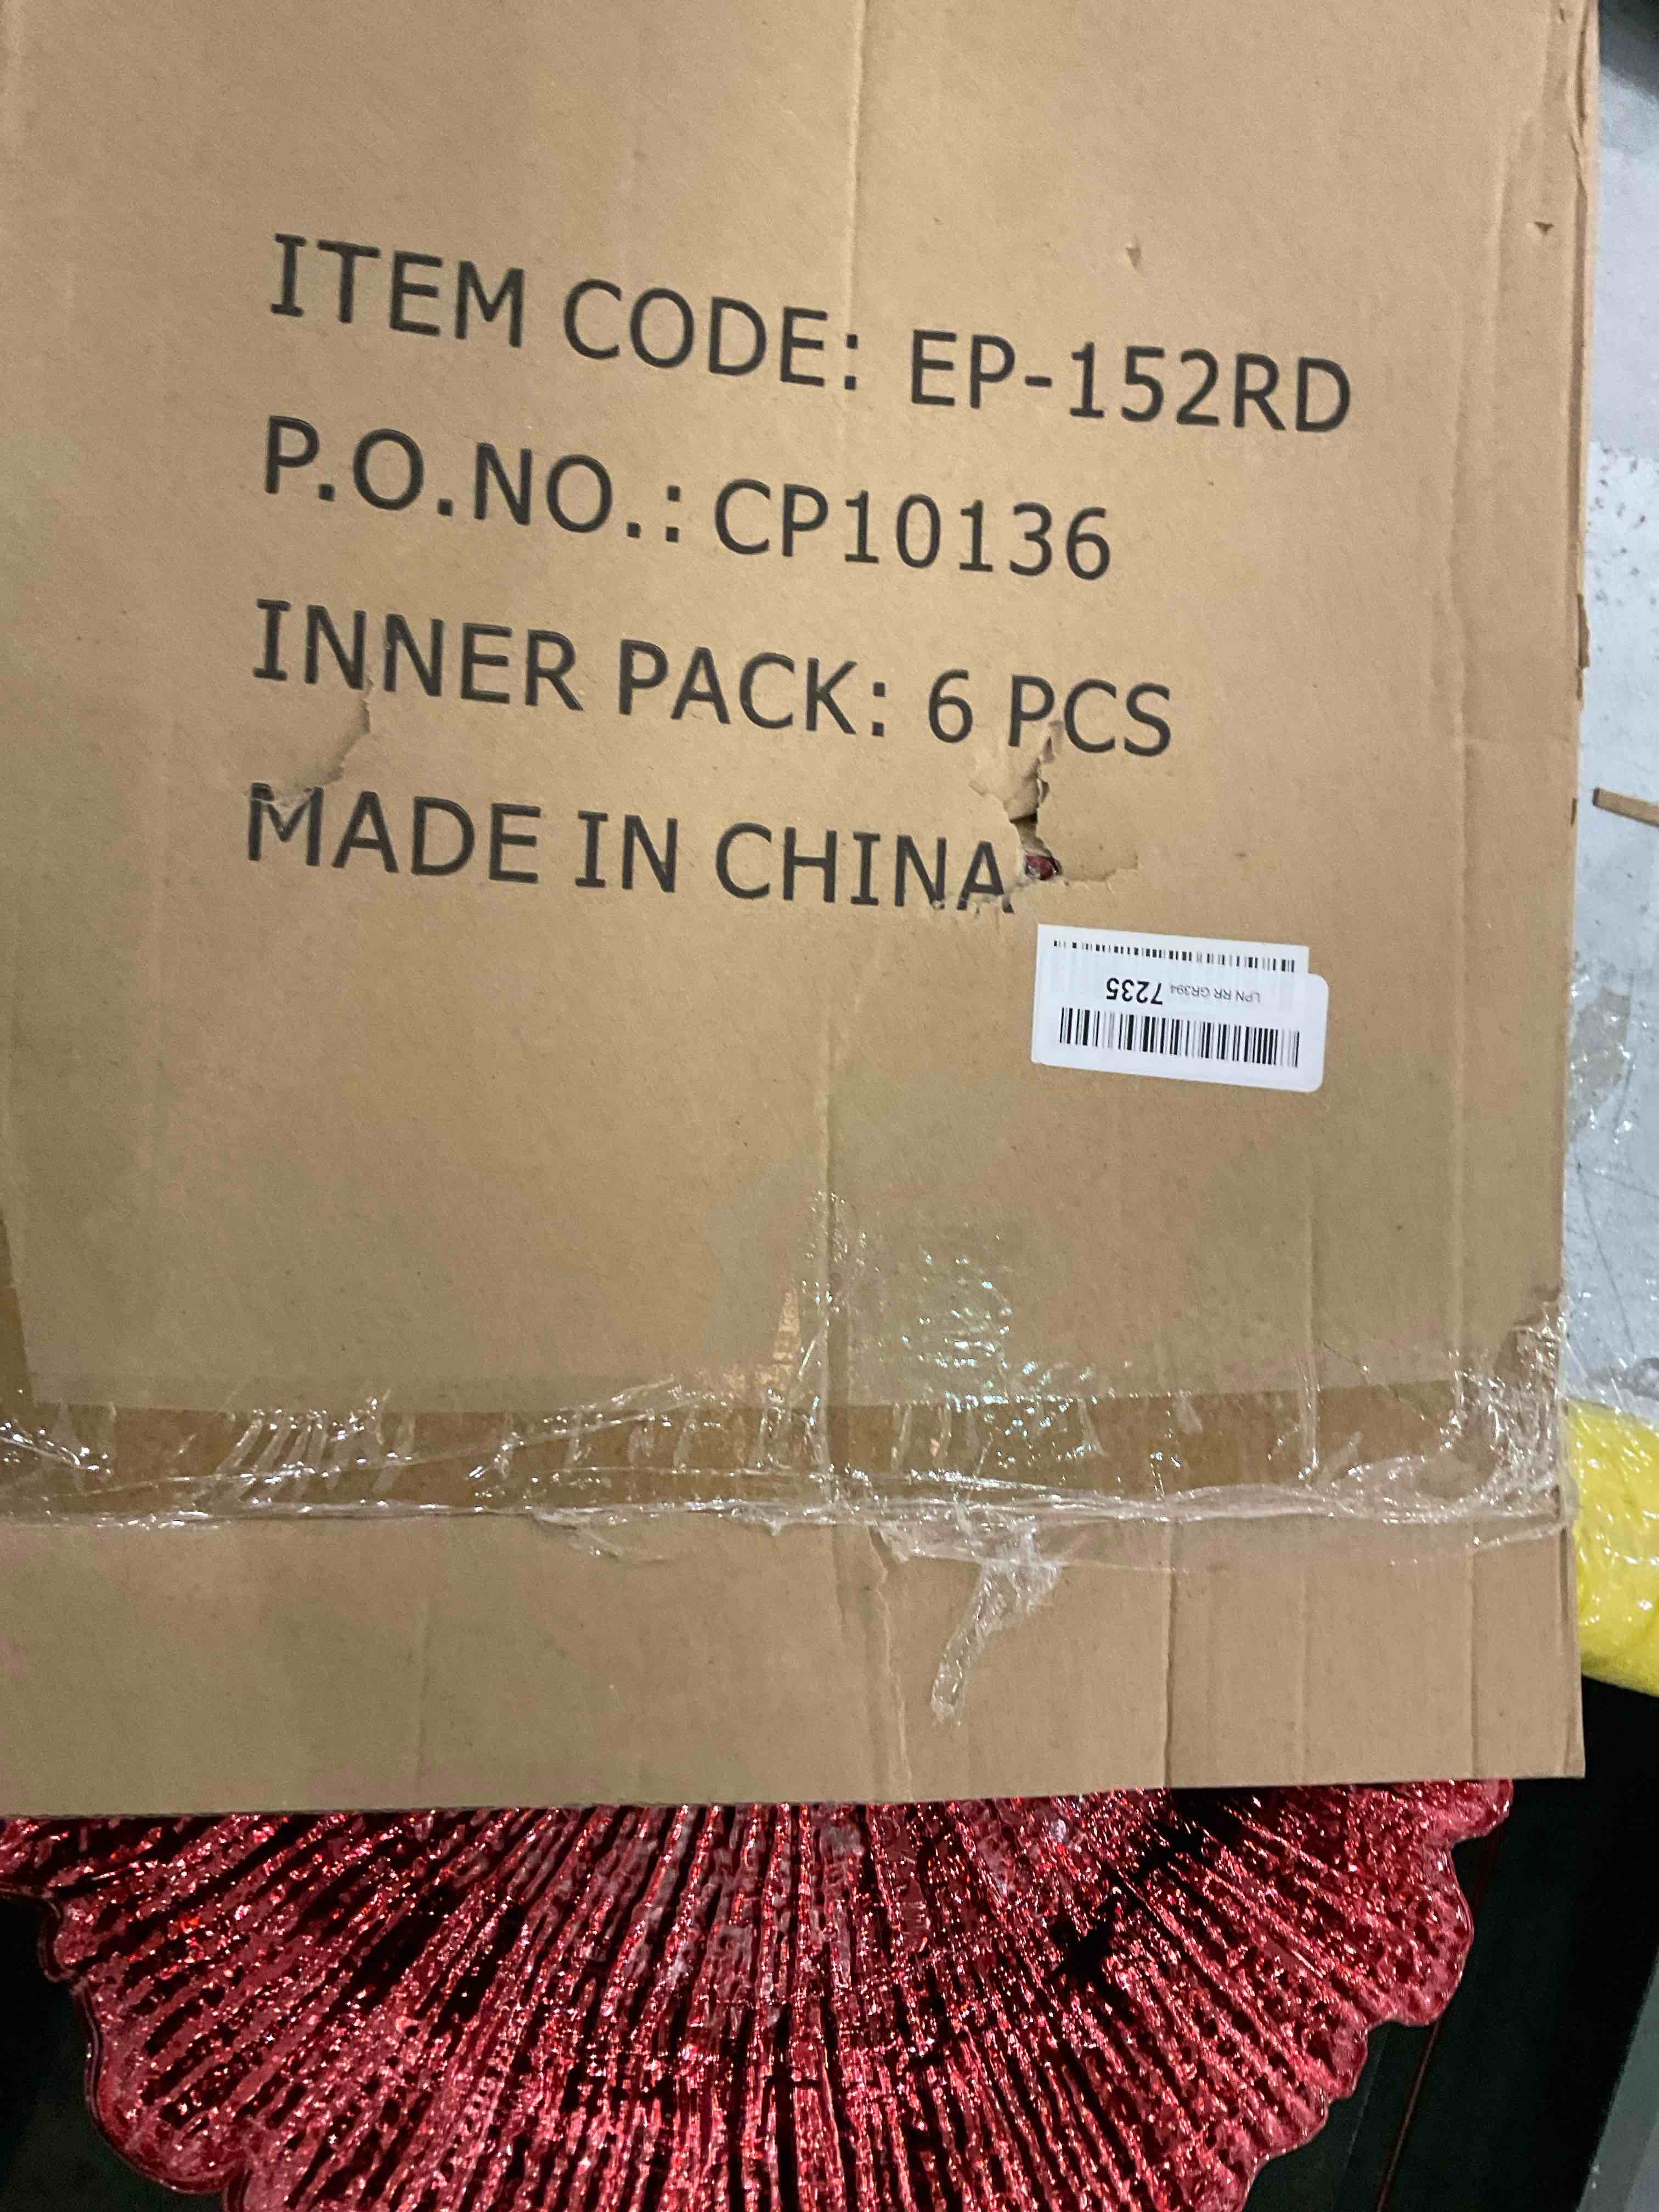 ITEM CODE: EP-152RD
P.O.NO.: CP10136
INNER PACK: 6 PCS
MADE IN CHINA
LPN RR GR394 7235